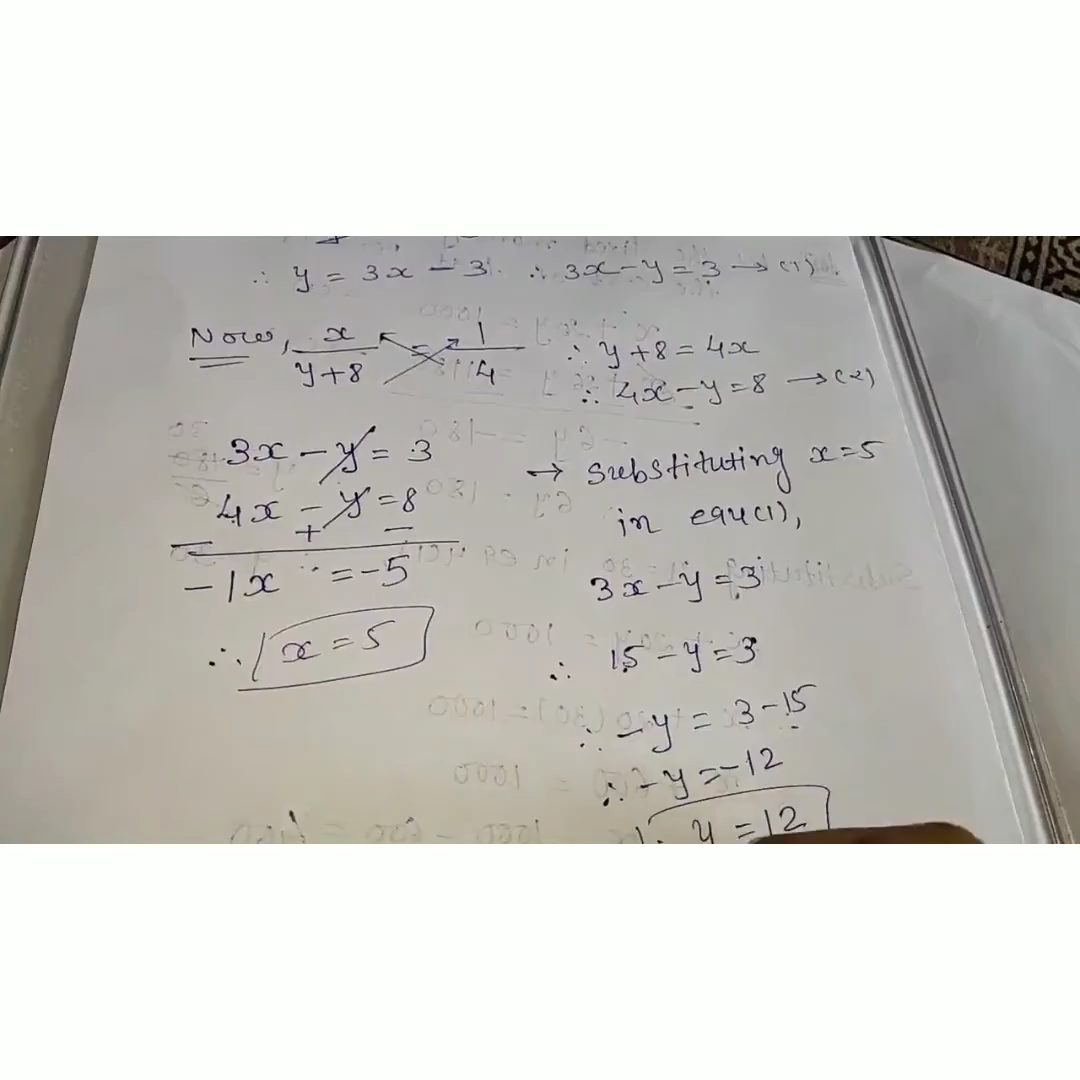 ∴ y = 3x - 3 ∴ 3x - y = 3 → (1)
Now, x/(y+8) = 1/4 ∴ y + 8 = 4x
∴ 4x - y = 8 → (2)
3x - y = 3
4x - y = 8
- + -
-1x = -5
∴ x = 5
→ Substituting x = 5
in equ(1),
3x - y = 3
∴ 15 - y = 3
∴ -y = 3 - 15
∴ -y = -12
∴ y = 12